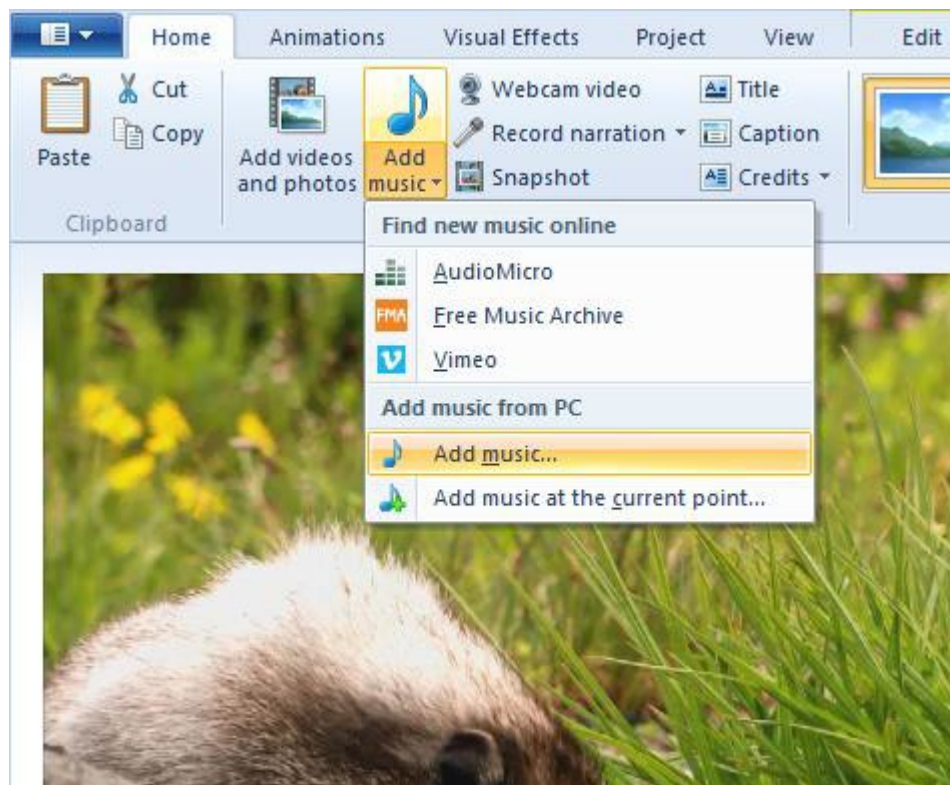 Home Animations Visual Effects Project View Edit
Cut Webcam video Title
Copy Record narration Caption
Paste Add videos and photos Add music Snapshot Credits
Clipboard
Find new music online
AudioMicro
FMA Free Music Archive
Vimeo
Add music from PC
Add music...
Add music at the current point...